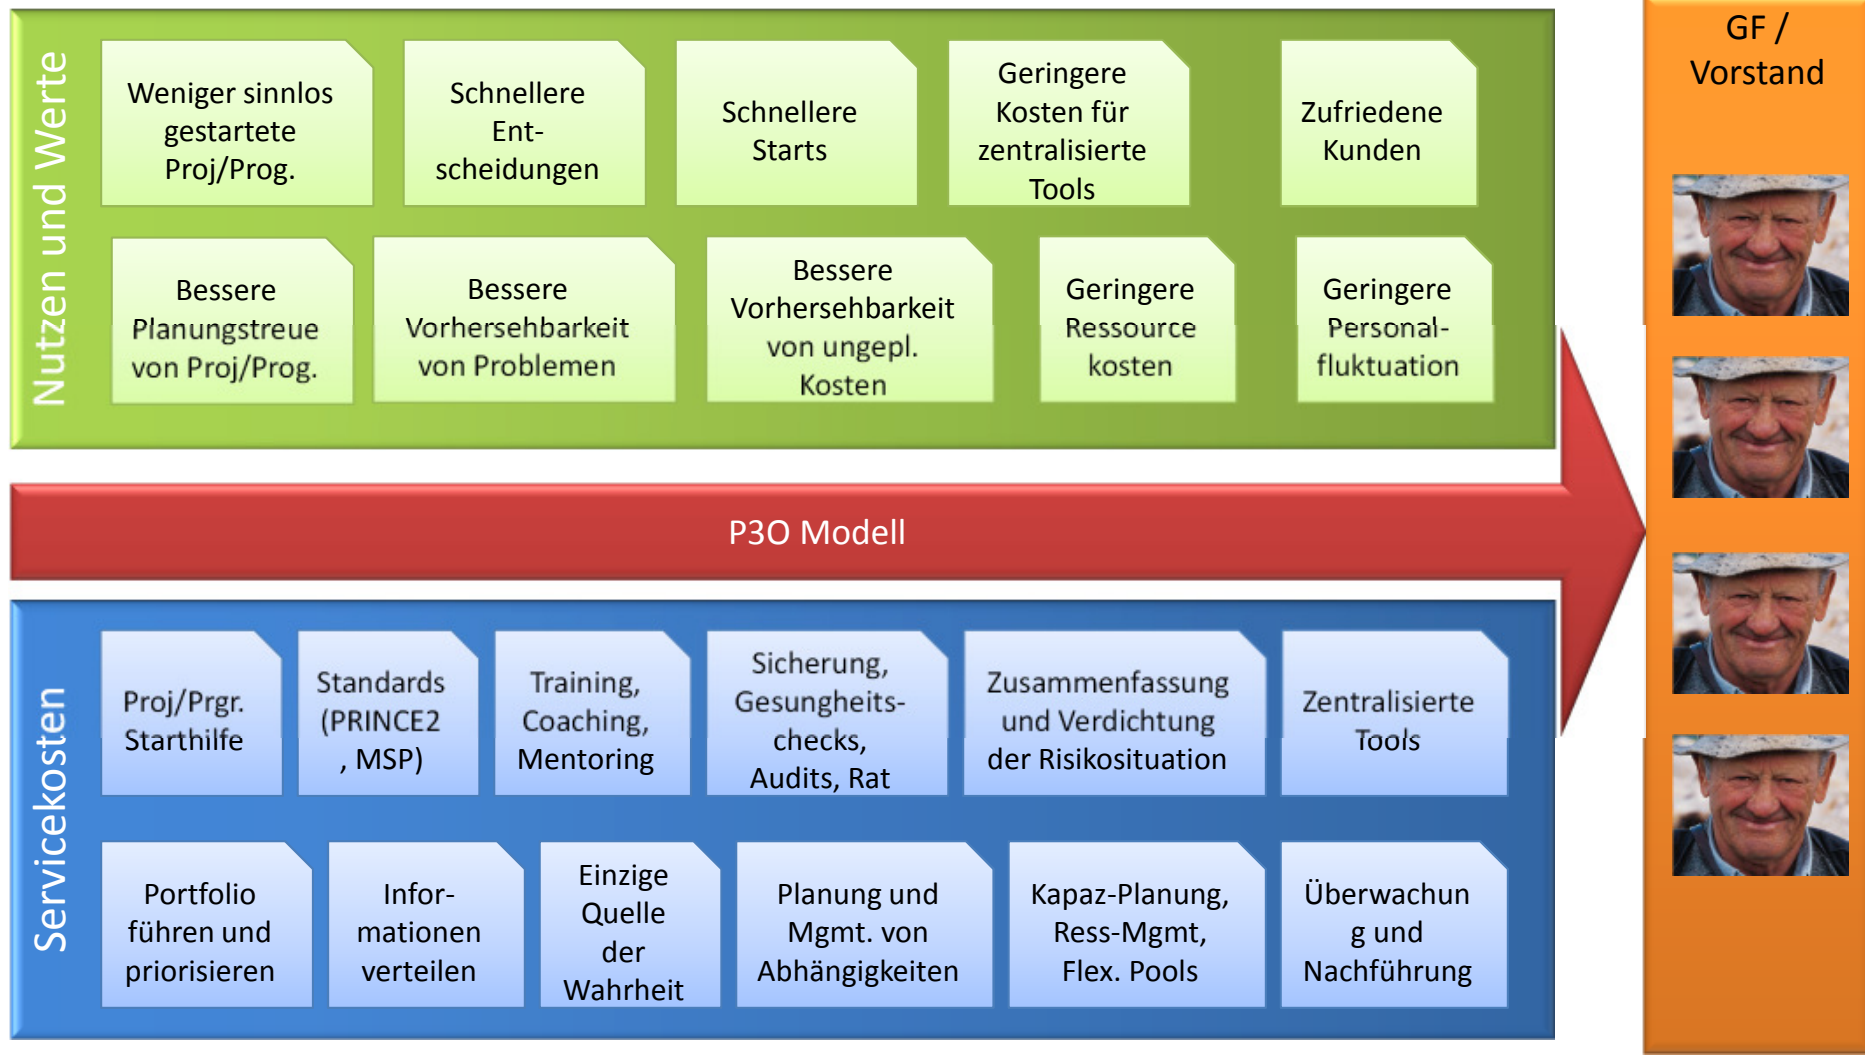 Nutzen und Werte
Weniger sinnlos
gestartete
Proj/Prog.
Schnellere
Ent-
scheidungen
Schnellere
Starts
Geringere
Kosten für
zentralisierte
Tools
Zufriedene
Kunden
Bessere
Planungstreue
von Proj/Prog.
Bessere
Vorhersehbarkeit
von Problemen
Bessere
Vorhersehbarkeit
von ungepl.
Kosten
Geringere
Ressource
kosten
Geringere
Personal-
fluktuation
P3O Modell
Servicekosten
Proj/Prgr.
Starthilfe
Standards
(PRINCE2
, MSP)
Training,
Coaching,
Mentoring
Sicherung,
Gesungheits-
checks,
Audits, Rat
Zusammenfassung
und Verdichtung
der Risikosituation
Zentralisierte
Tools
Portfolio
führen und
priorisieren
Infor-
mationen
verteilen
Einzige
Quelle
der
Wahrheit
Planung und
Mgmt. von
Abhängigkeiten
Kapaz-Planung,
Ress-Mgmt,
Flex. Pools
Überwachun
g und
Nachführung
GF /
Vorstand